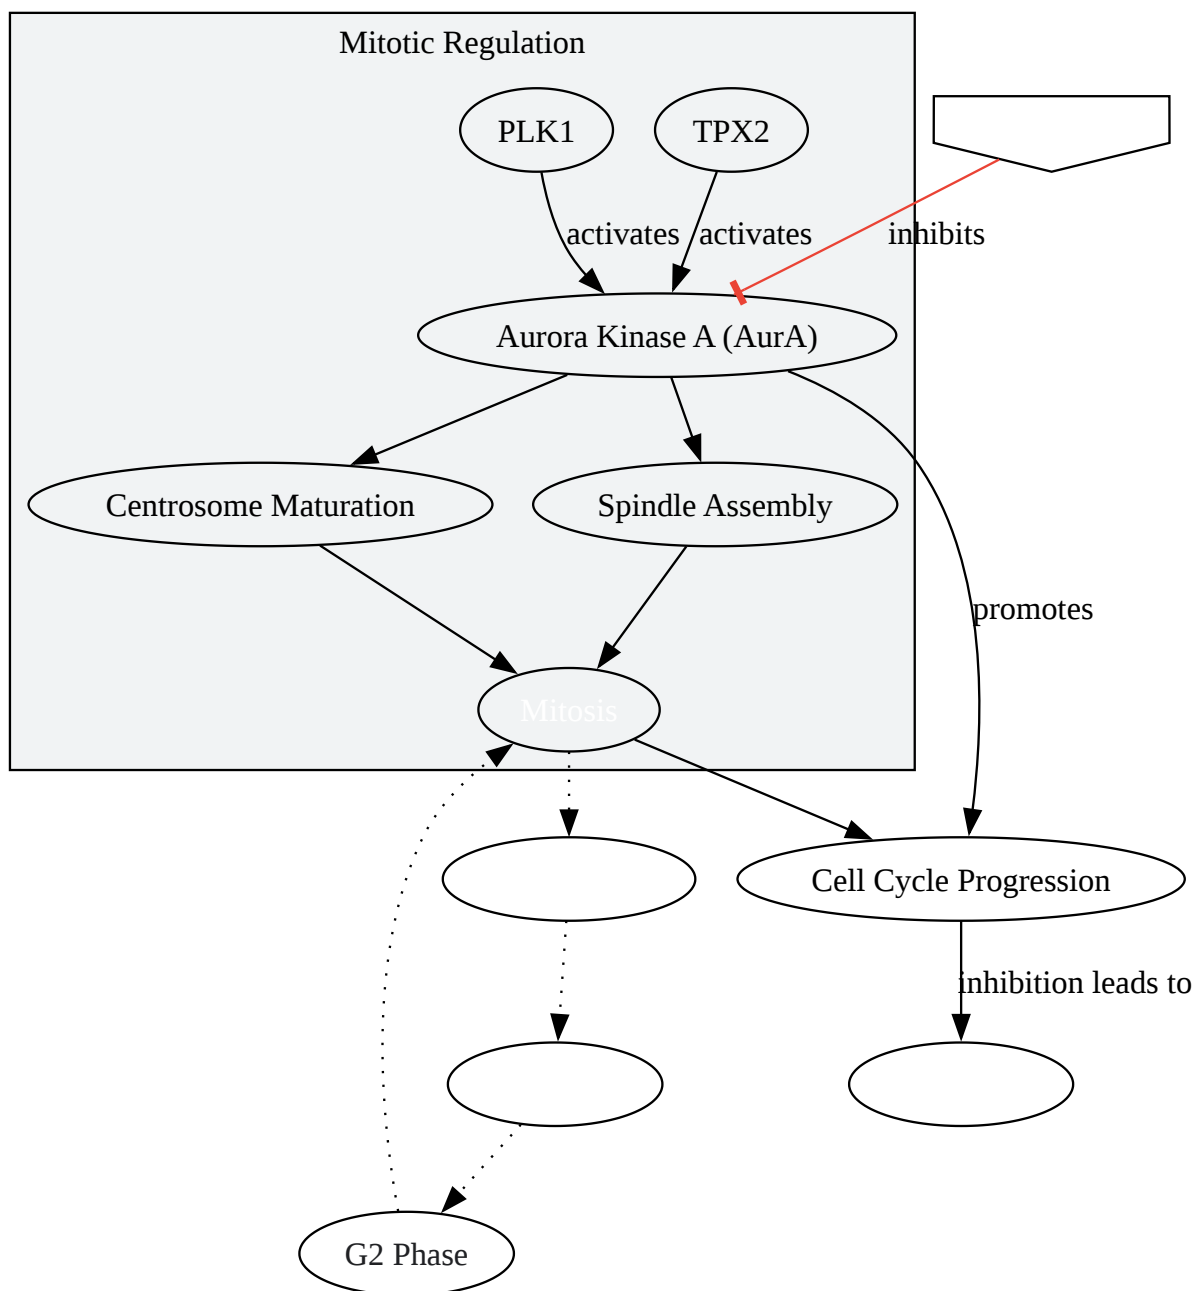 Mitotic Regulation
PLK1
TPX2
activates
activates
inhibits
Aurora Kinase A (AurA)
Centrosome Maturation
Spindle Assembly
promotes
Mitosis
Cell Cycle Progression
inhibition leads to
G2 Phase